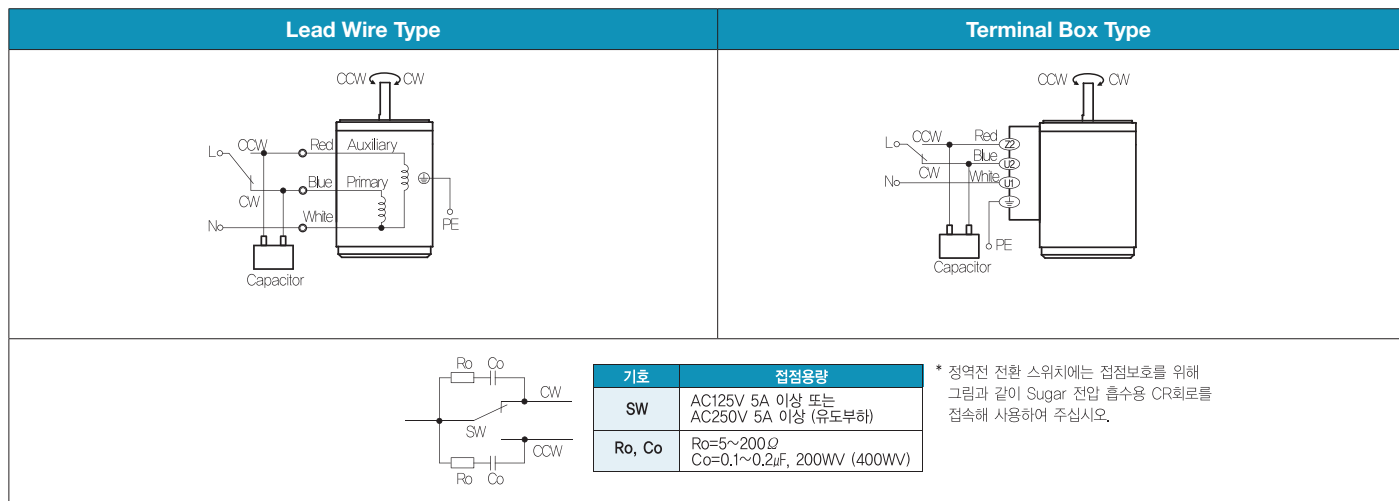 Lead Wire Type
Terminal Box Type
CCW CW
L CCW Red Auxiliary
Blue Primary
CW
N White
PE
Capacitor
CCW CW
L CCW Red Z2
Blue U2
CW White U1
N
PE
Capacitor
Ro Co
CW
SW
CCW
Ro Co
기호 접점용량
SW AC125V 5A 이상 또는
AC250V 5A 이상 (유도부하)
Ro, Co Ro=5~200Ω
Co=0.1~0.2μF, 200WV (400WV)
* 정역전 전환 스위치에는 접점보호를 위해
그림과 같이 Sugar 전압 흡수용 CR회로를
접속해 사용하여 주십시오.